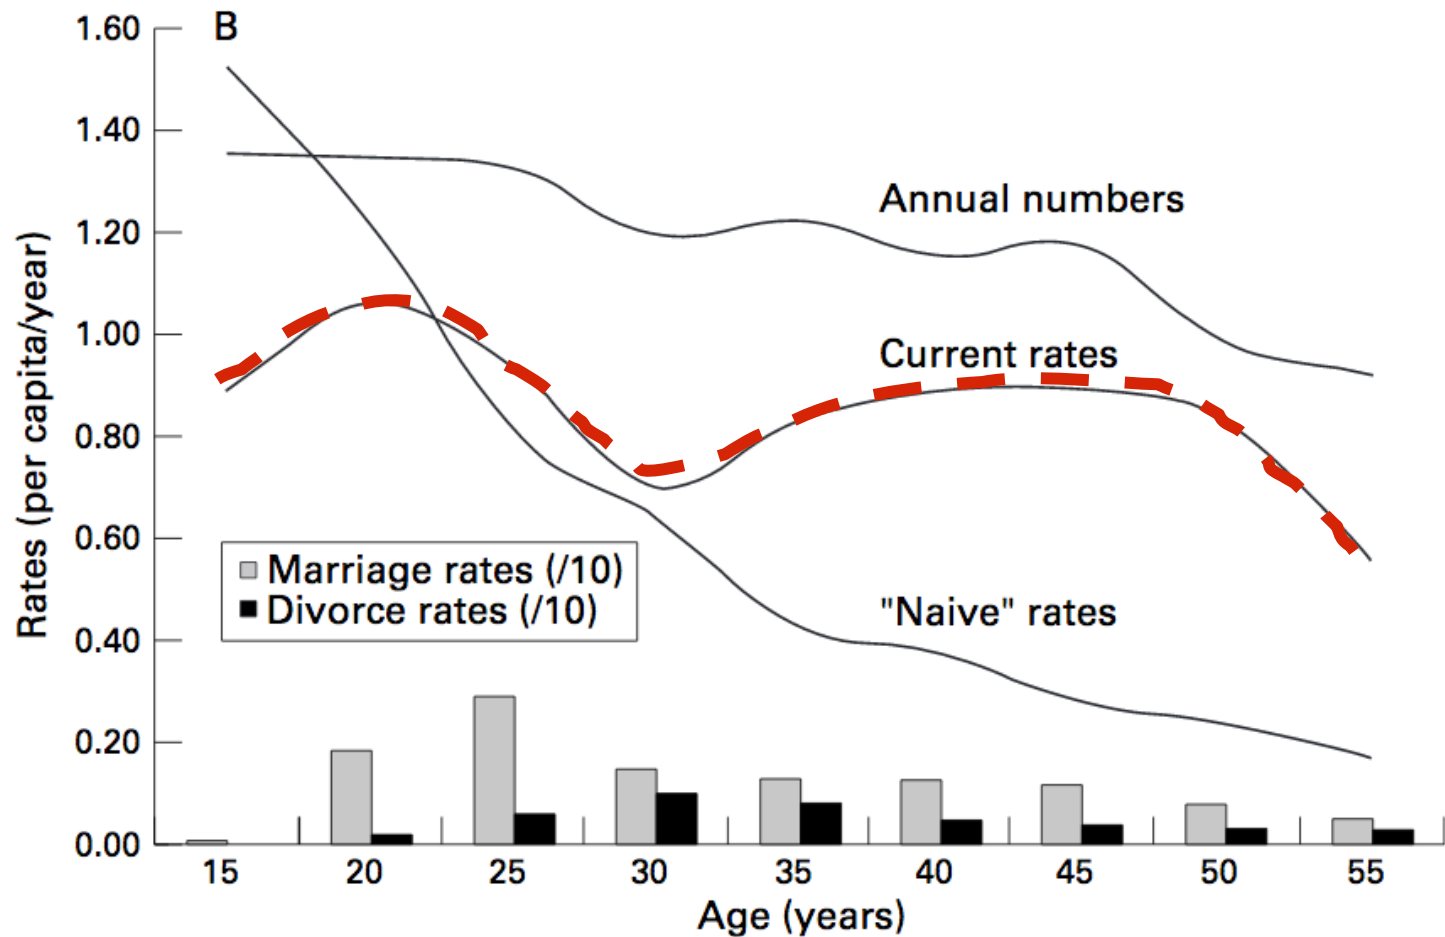 B
1.60
1.40
1.20
1.00
0.80
0.60
0.40
0.20
0.00
Rates (per capita/year)
Annual numbers
Current rates
"Naive" rates
Marriage rates (/10)
Divorce rates (/10)
15 20 25 30 35 40 45 50 55
Age (years)